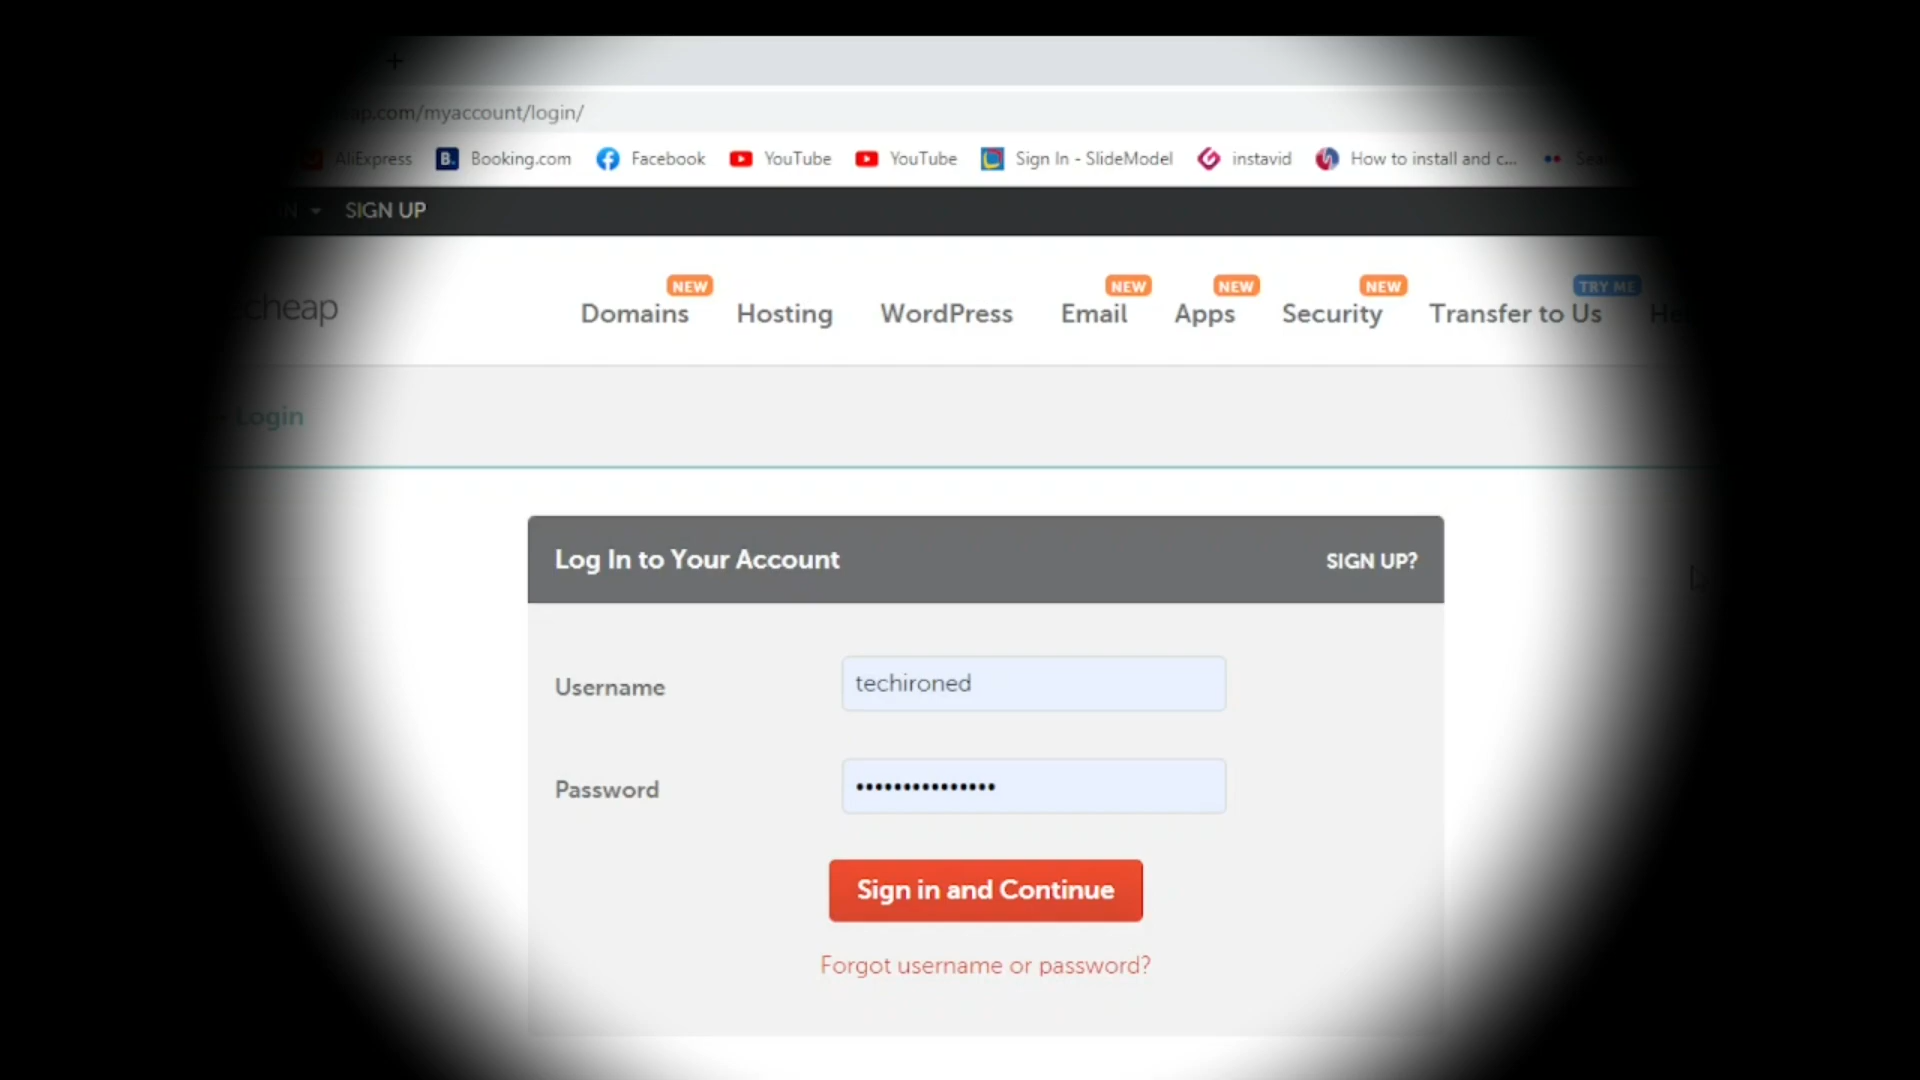 +
ap.com/myaccount/login/
AliExpress B. Booking.com Facebook YouTube YouTube Sign In - SlideModel instavid How to install and c...
SIGN UP
NEW NEW NEW NEW TRY ME
echeap Domains Hosting WordPress Email Apps Security Transfer to Us
Login
Log In to Your Account SIGN UP?
Username techironed
Password •••••••••••••••
Sign in and Continue
Forgot username or password?